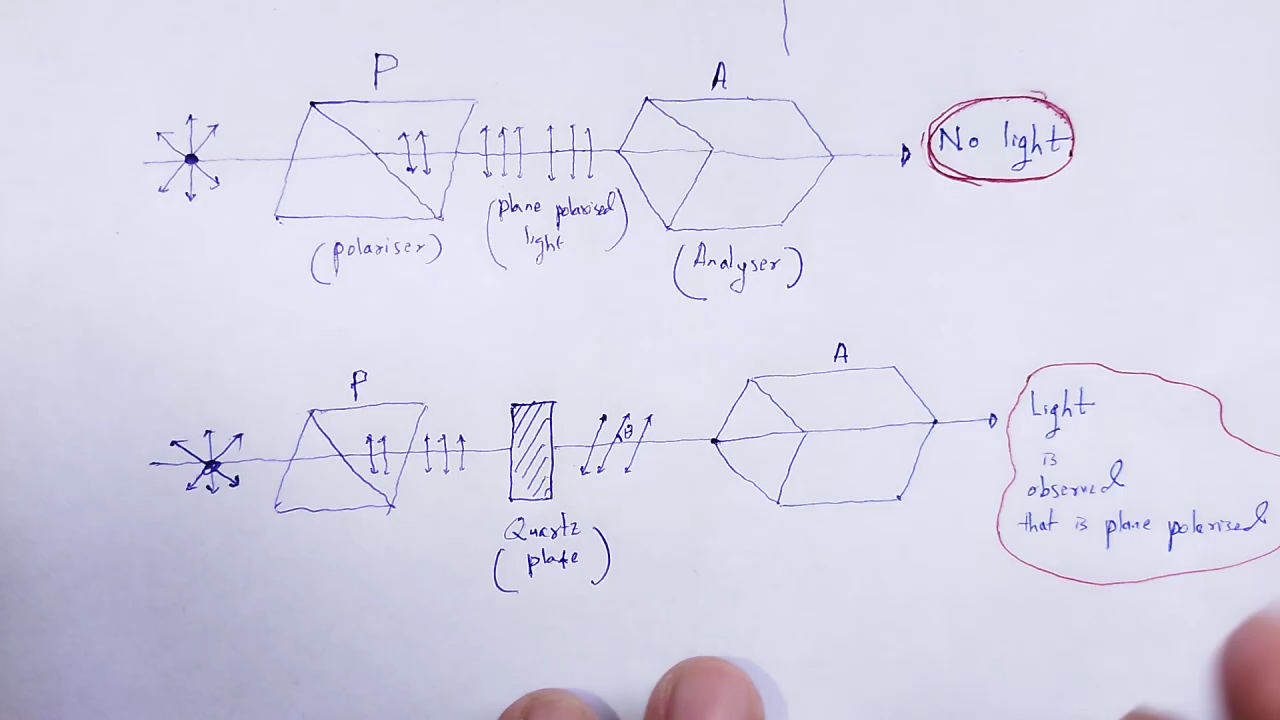 P
A
No light
(plane polarised
light)
(polariser)
(Analyser)
A
P
θ
Light
is
observed
that is plane polarised
Quartz
(plate)